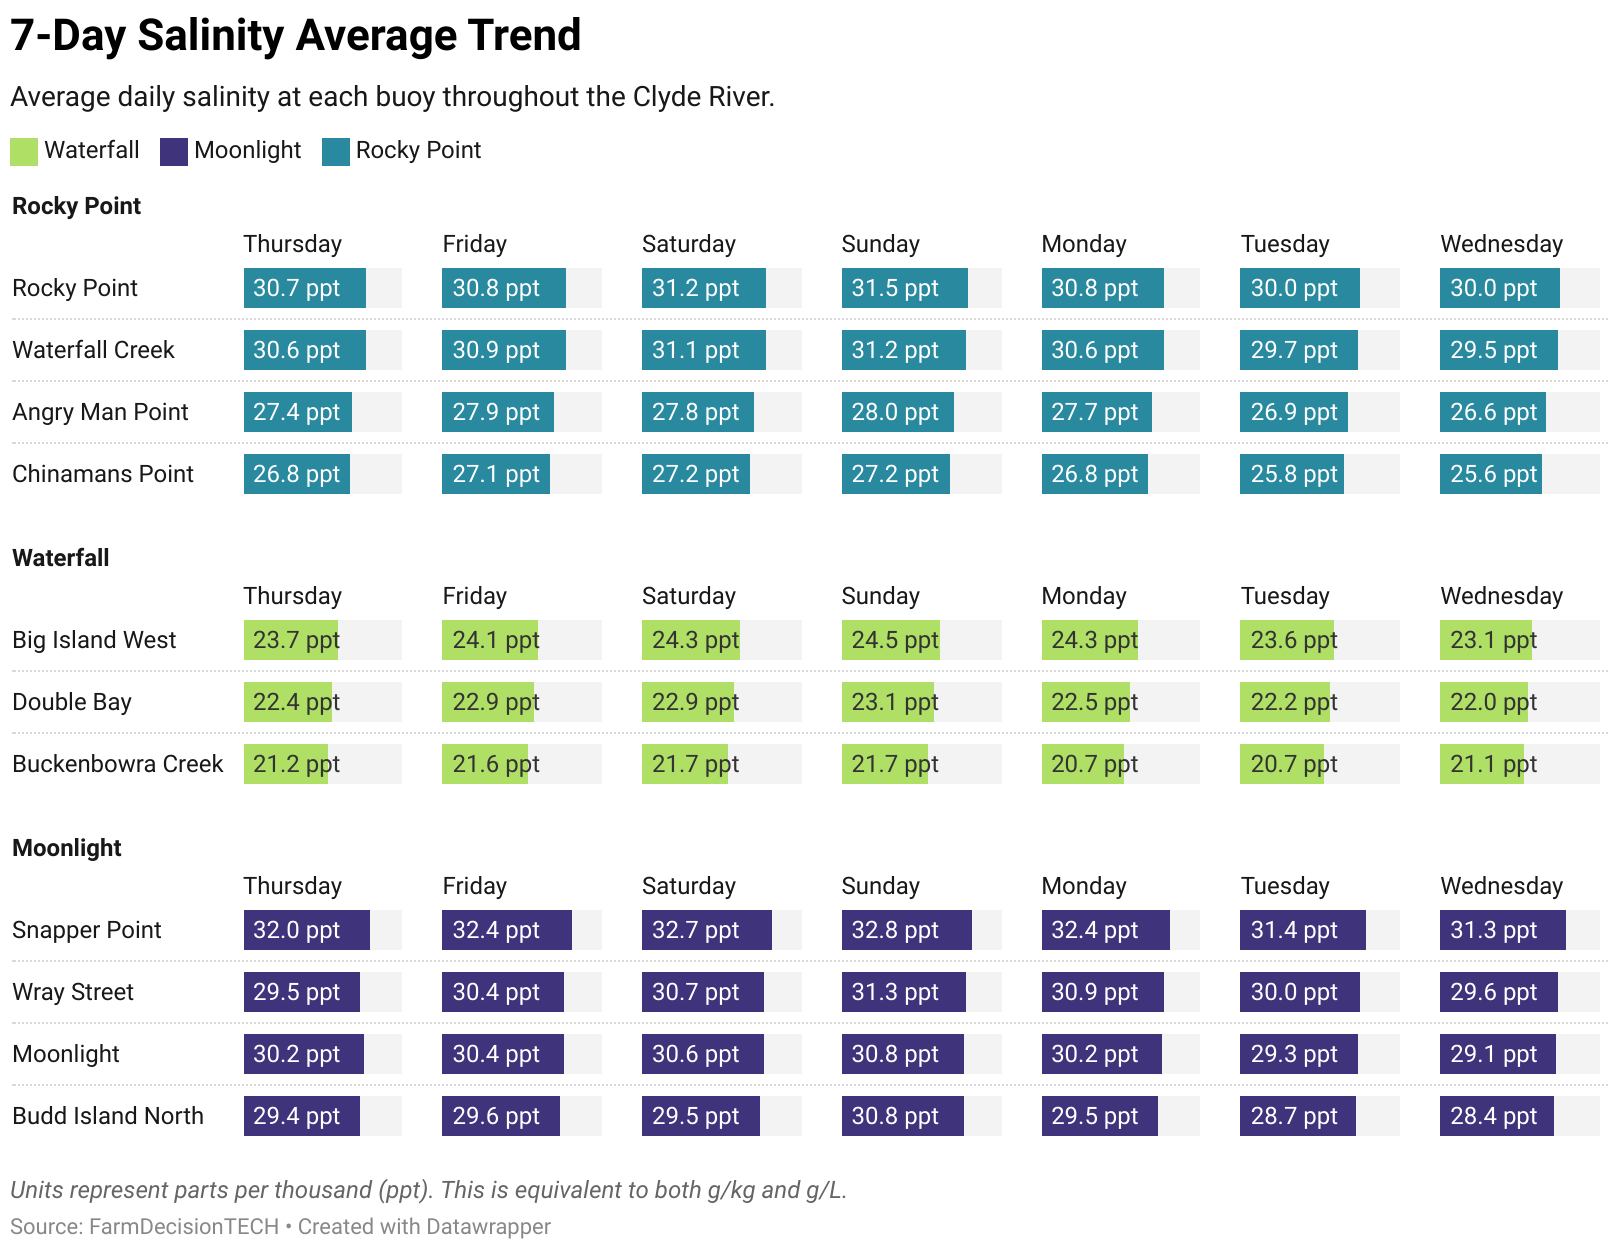 7-Day Salinity Average Trend
Average daily salinity at each buoy throughout the Clyde River.
Waterfall Moonlight Rocky Point
Rocky Point
Thursday Friday Saturday Sunday Monday Tuesday Wednesday
Rocky Point 30.7 ppt 30.8 ppt 31.2 ppt 31.5 ppt 30.8 ppt 30.0 ppt 30.0 ppt
Waterfall Creek 30.6 ppt 30.9 ppt 31.1 ppt 31.2 ppt 30.6 ppt 29.7 ppt 29.5 ppt
Angry Man Point 27.4 ppt 27.9 ppt 27.8 ppt 28.0 ppt 27.7 ppt 26.9 ppt 26.6 ppt
Chinamans Point 26.8 ppt 27.1 ppt 27.2 ppt 27.2 ppt 26.8 ppt 25.8 ppt 25.6 ppt
Waterfall
Thursday Friday Saturday Sunday Monday Tuesday Wednesday
Big Island West 23.7 ppt 24.1 ppt 24.3 ppt 24.5 ppt 24.3 ppt 23.6 ppt 23.1 ppt
Double Bay 22.4 ppt 22.9 ppt 22.9 ppt 23.1 ppt 22.5 ppt 22.2 ppt 22.0 ppt
Buckenbowra Creek 21.2 ppt 21.6 ppt 21.7 ppt 21.7 ppt 20.7 ppt 20.7 ppt 21.1 ppt
Moonlight
Thursday Friday Saturday Sunday Monday Tuesday Wednesday
Snapper Point 32.0 ppt 32.4 ppt 32.7 ppt 32.8 ppt 32.4 ppt 31.4 ppt 31.3 ppt
Wray Street 29.5 ppt 30.4 ppt 30.7 ppt 31.3 ppt 30.9 ppt 30.0 ppt 29.6 ppt
Moonlight 30.2 ppt 30.4 ppt 30.6 ppt 30.8 ppt 30.2 ppt 29.3 ppt 29.1 ppt
Budd Island North 29.4 ppt 29.6 ppt 29.5 ppt 30.8 ppt 29.5 ppt 28.7 ppt 28.4 ppt
Units represent parts per thousand (ppt). This is equivalent to both g/kg and g/L.
Source: FarmDecisionTECH • Created with Datawrapper